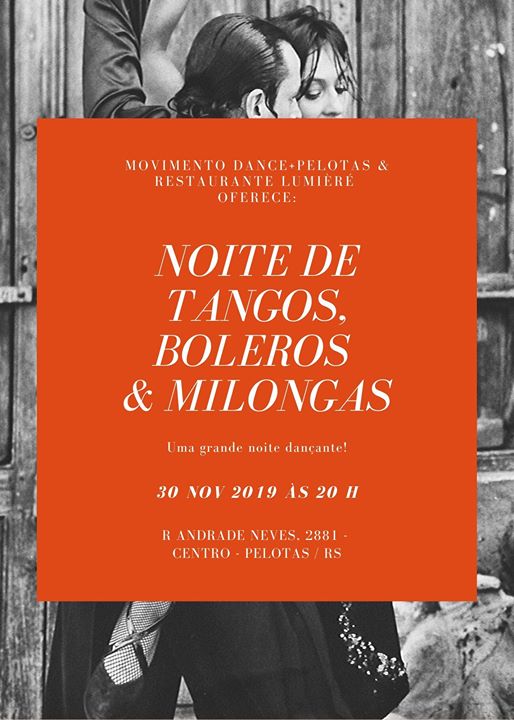 MOVIMENTO DANCE+PELOTAS &
RESTAURANTE LUMIÈRÉ
OFERECE:
NOITE DE
TANGOS,
BOLEROS
& MILONGAS
Uma grande noite dançante!
30 NOV 2019 ÀS 20 H
R ANDRADE NEVES. 2881 -
CENTRO - PELOTAS / RS